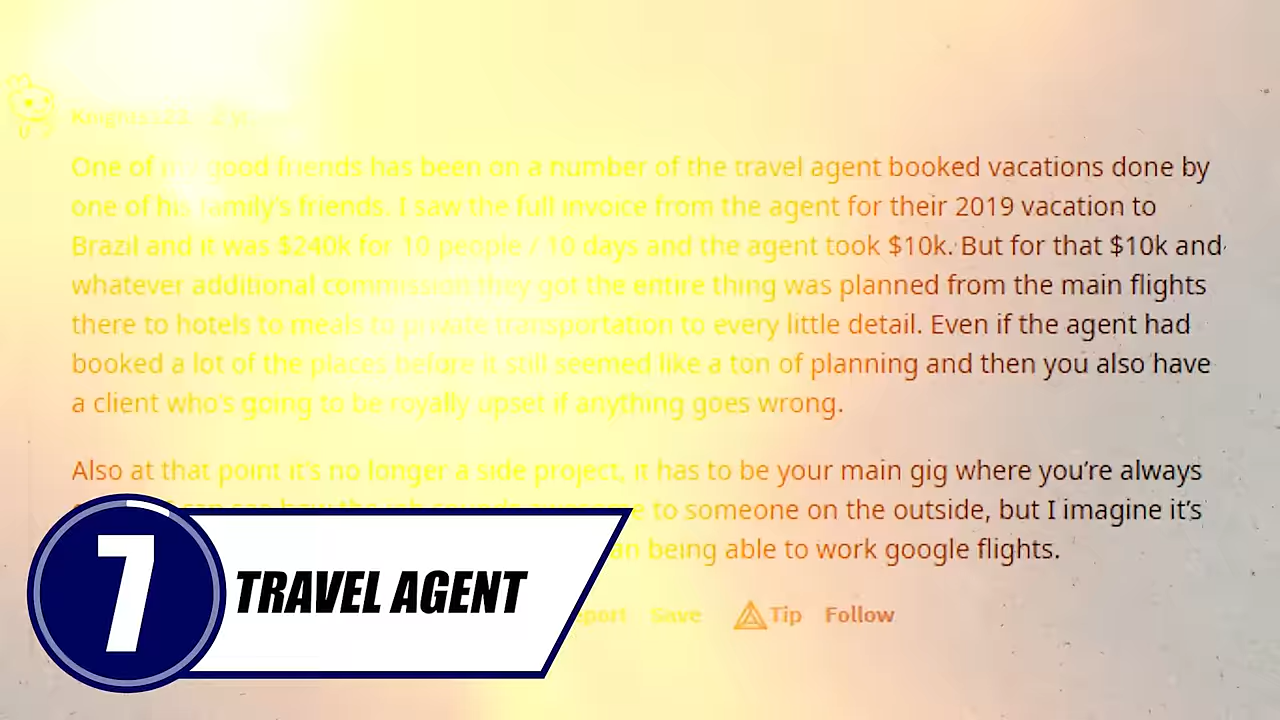 Knights121 2 yr.
One of my good friends has been on a number of the travel agent booked vacations done by
one of his family's friends. I saw the full invoice from the agent for their 2019 vacation to
Brazil and it was $240k for 10 people / 10 days and the agent took $10k. But for that $10k and
whatever additional commission they got the entire thing was planned from the main flights
there to hotels to meals to private transportation to every little detail. Even if the agent had
booked a lot of the places before it still seemed like a ton of planning and then you also have
a client who's going to be royally upset if anything goes wrong.
Also at that point it's no longer a side project, it has to be your main gig where you're always
to someone on the outside, but I imagine it's
being able to work google flights.
Save Tip Follow
7
TRAVEL AGENT